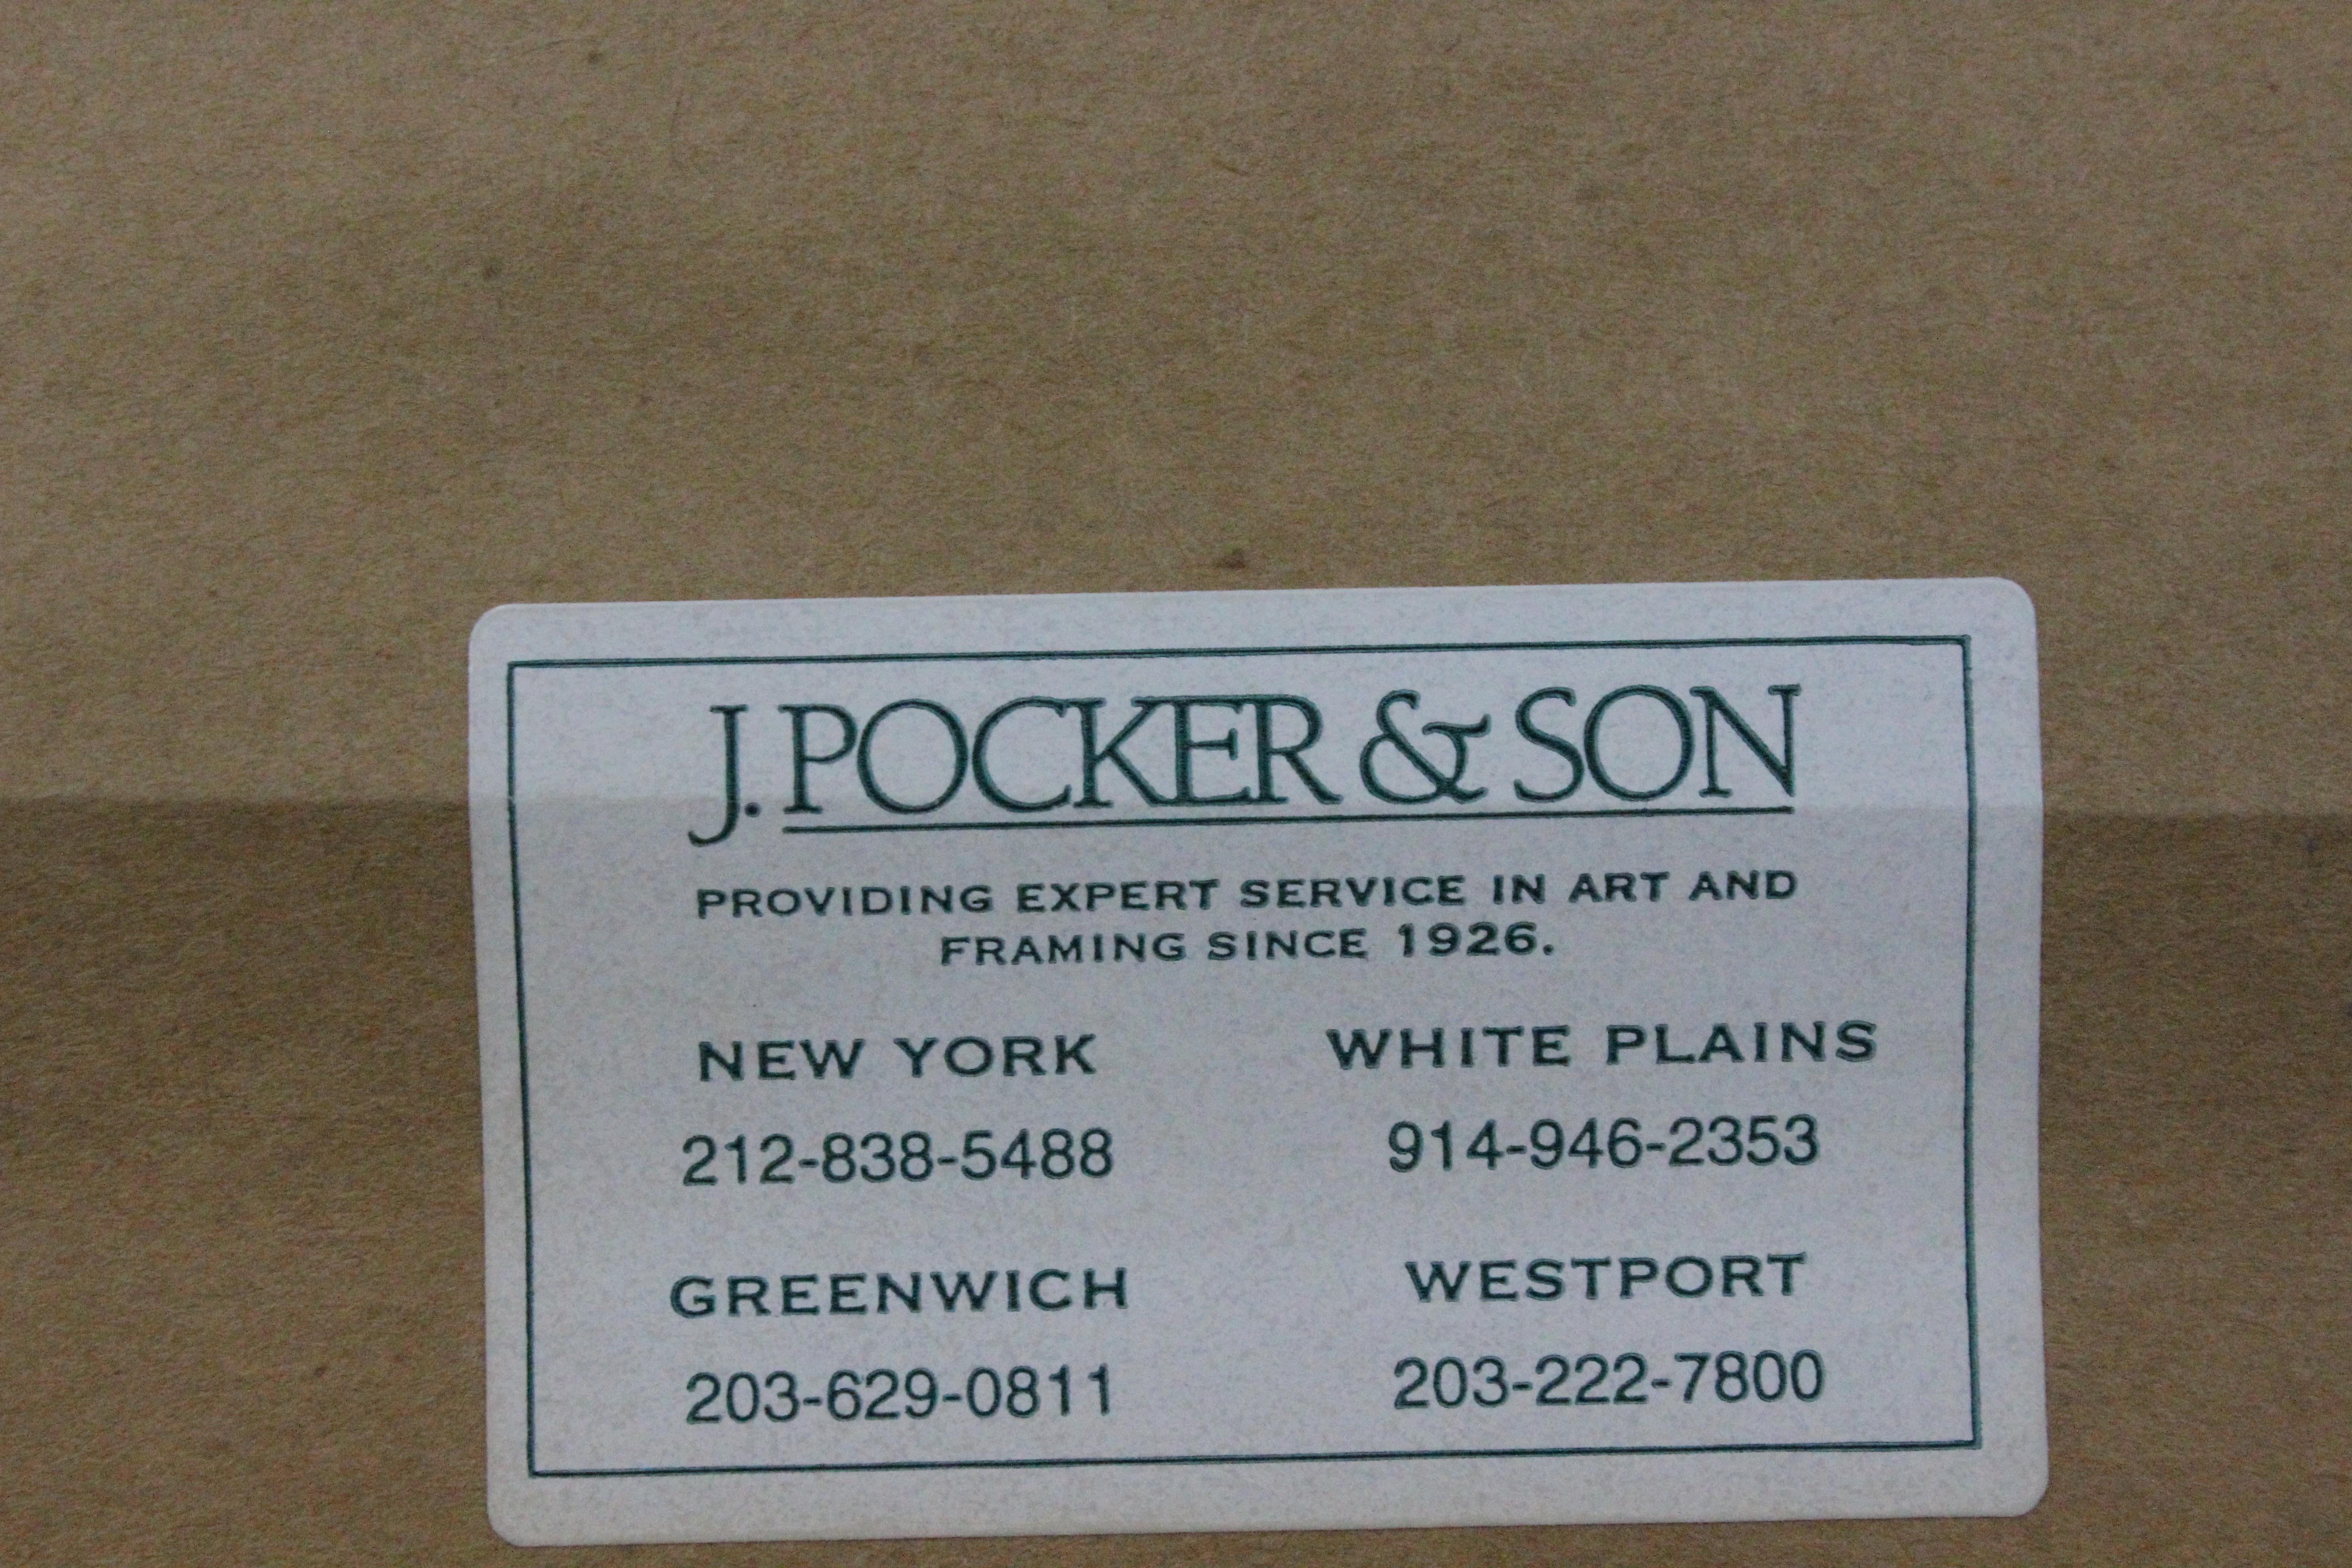 J. POCKER & SON
PROVIDING EXPERT SERVICE IN ART AND
FRAMING SINCE 1926.
NEW YORK
212-838-5488
WHITE PLAINS
914-946-2353
GREENWICH
203-629-0811
WESTPORT
203-222-7800